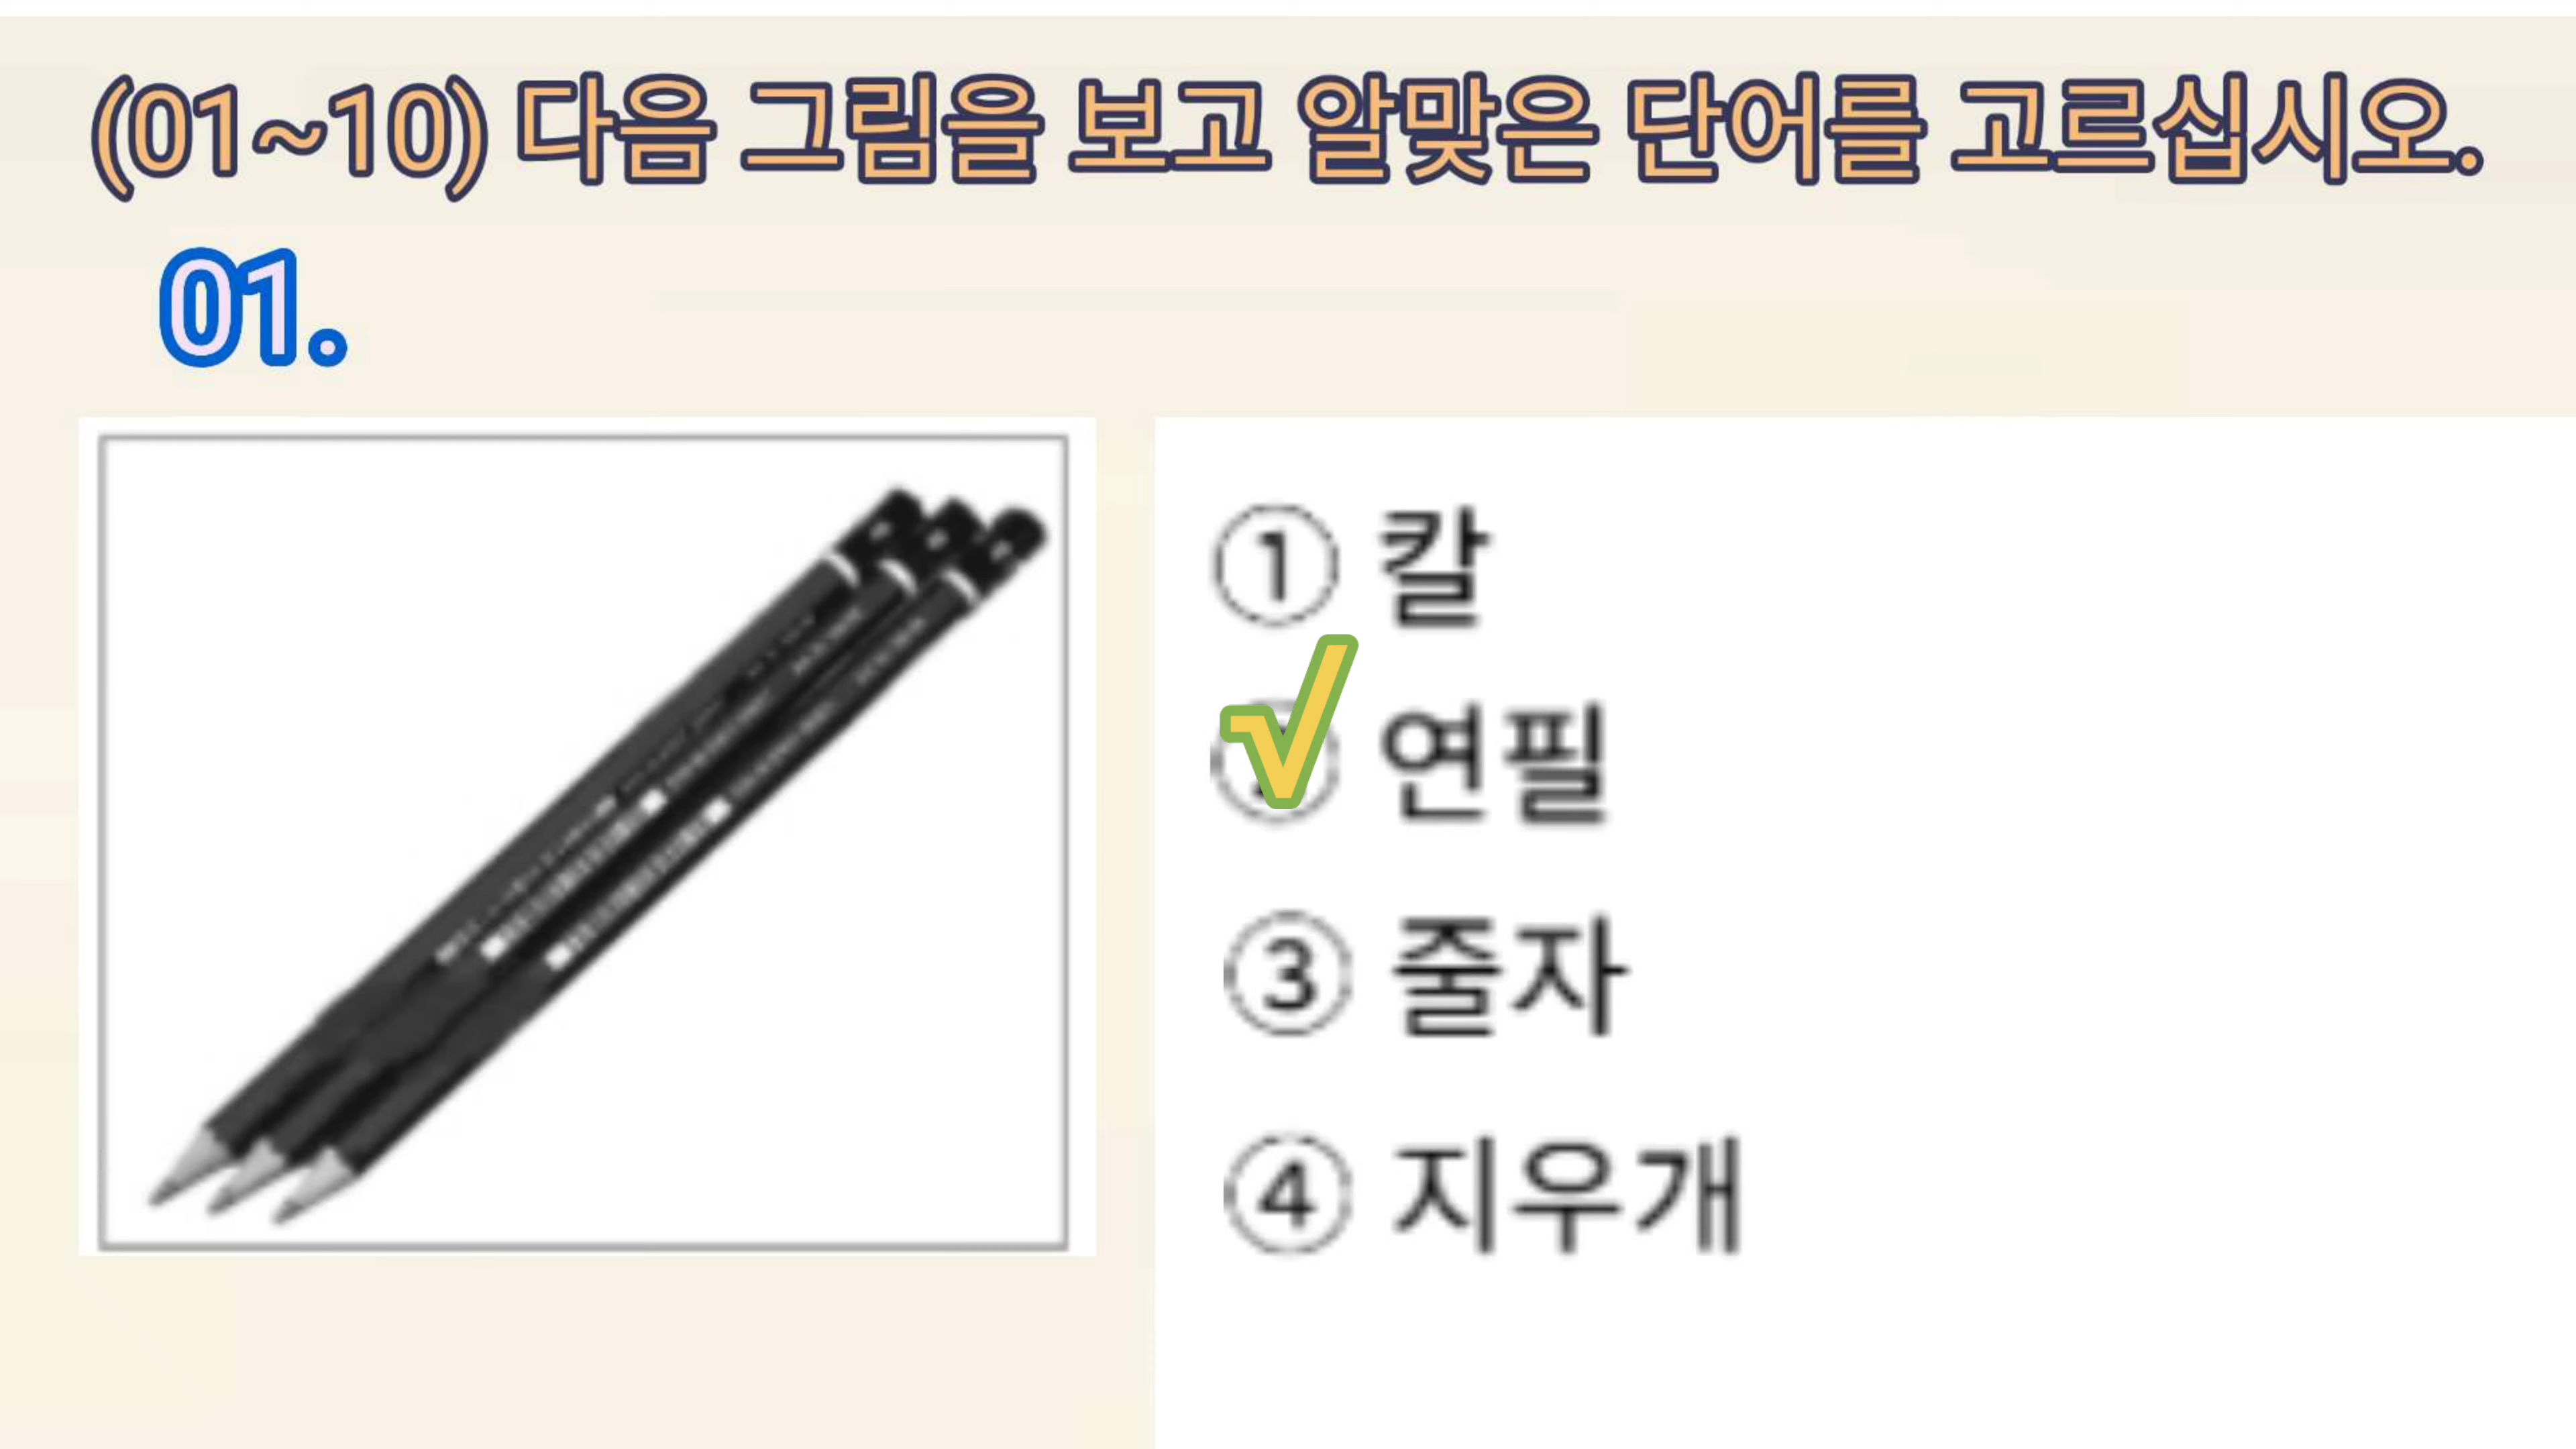 (01~10) 다음 그림을 보고 알맞은 단어를 고르십시오.
01.
① 칼
② 연필
③ 줄자
④ 지우개